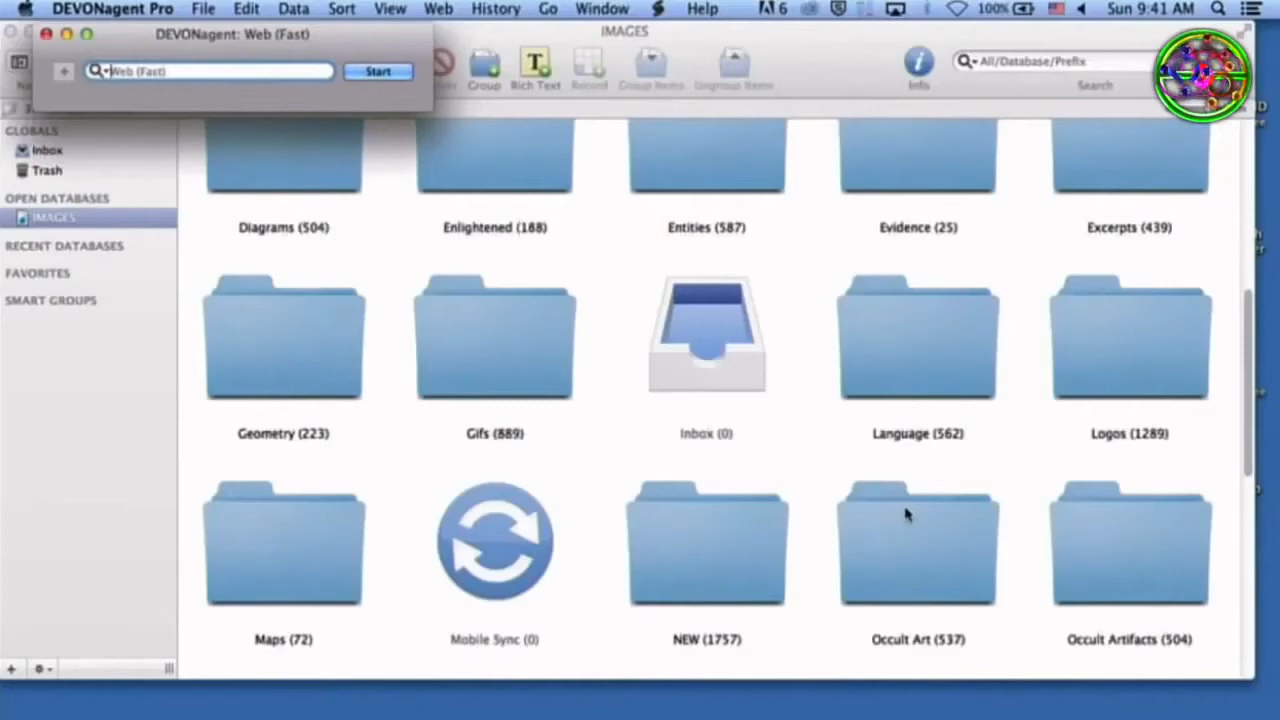 DEVONagent Pro File Edit Data Sort View Web History Go Window Help 6 100% Sun 9:41 AM
DEVONagent: Web (Fast)
IMAGES
Web (Fast)
Start
All/Database/Prefix
Group
Rich Text
Record
Group Items
Ungroup Items
Info
Search
GLOBALS
Inbox
Trash
OPEN DATABASES
IMAGES
RECENT DATABASES
FAVORITES
SMART GROUPS
Diagrams (504)
Enlightened (188)
Entities (587)
Evidence (25)
Excerpts (439)
Geometry (223)
Gifs (889)
Inbox (0)
Language (562)
Logos (1289)
Maps (72)
Mobile Sync (0)
NEW (1757)
Occult Art (537)
Occult Artifacts (504)